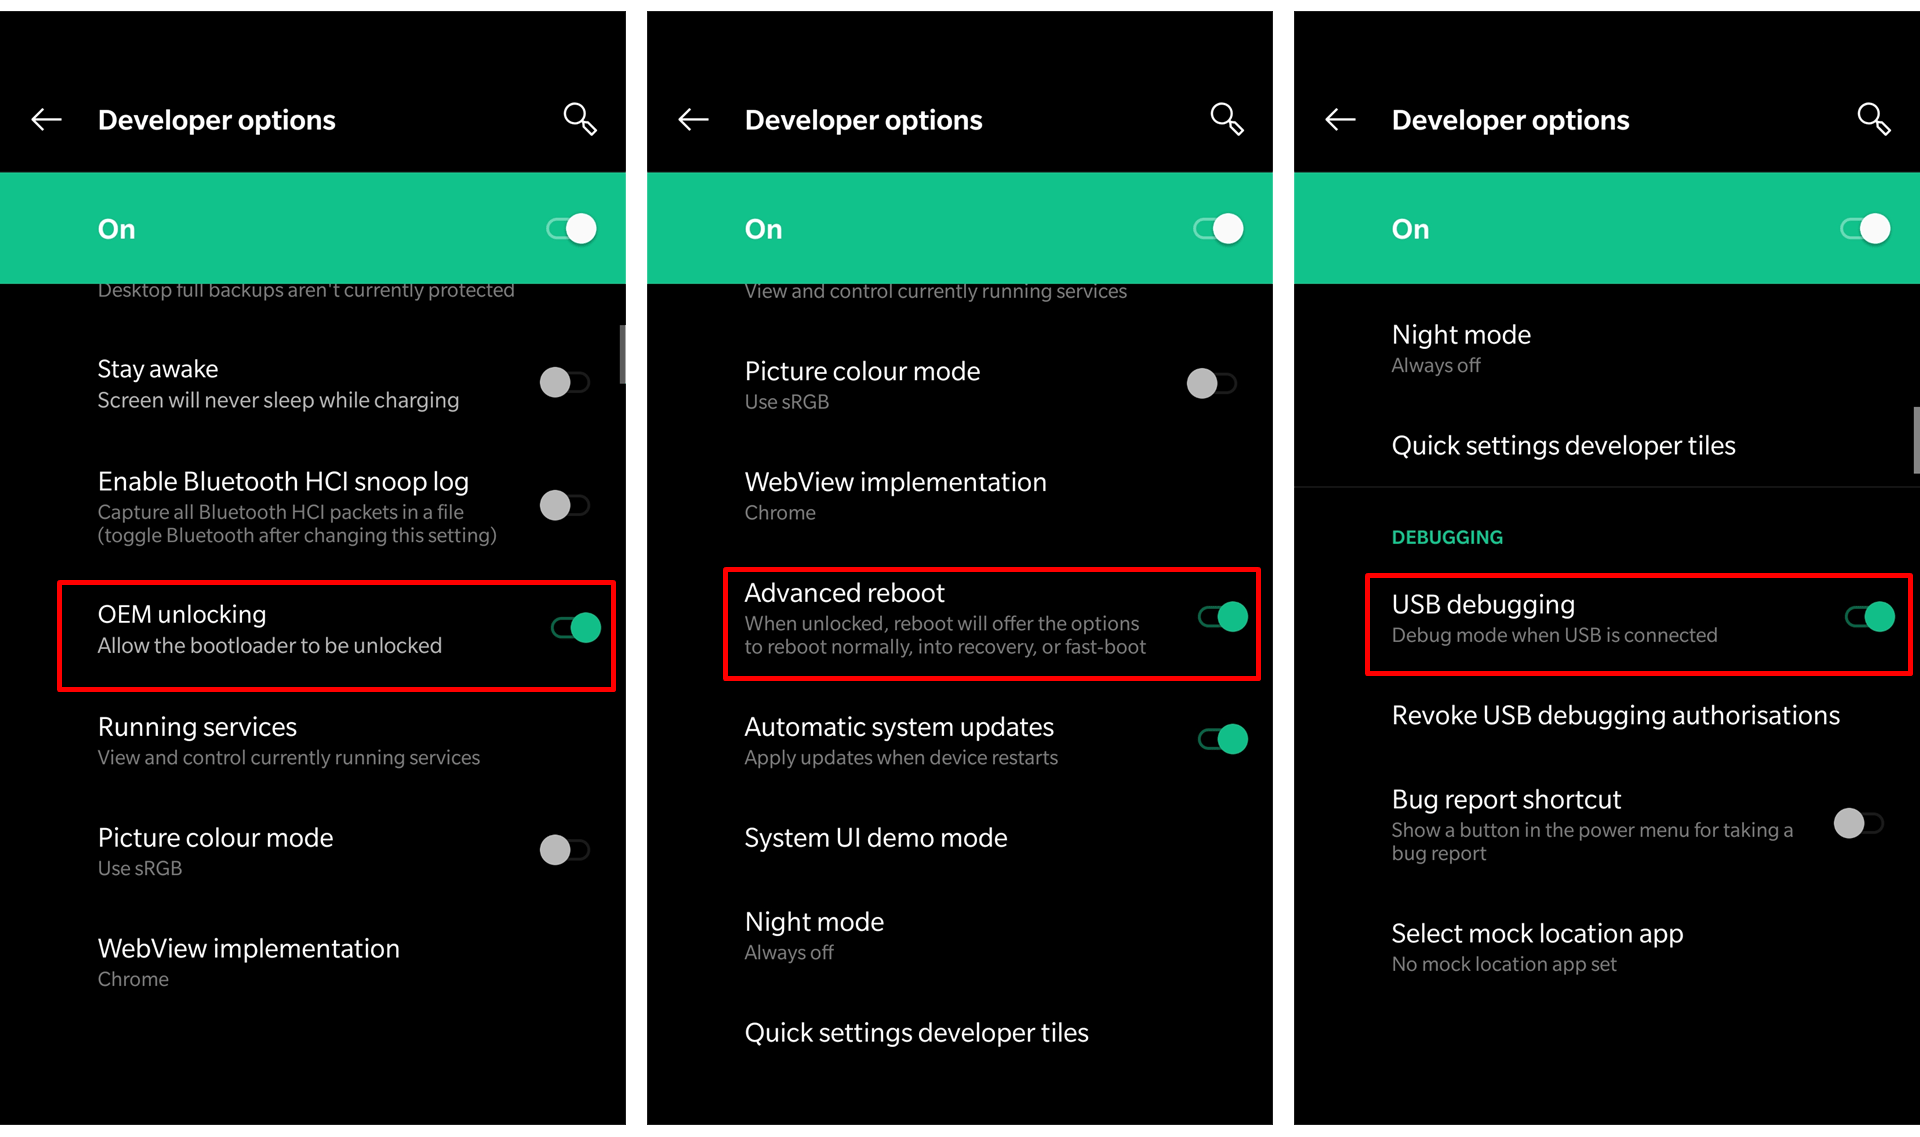 Developer options
On
Desktop full backups aren't currently protected
Stay awake
Screen will never sleep while charging
Enable Bluetooth HCI snoop log
Capture all Bluetooth HCI packets in a file
(toggle Bluetooth after changing this setting)
OEM unlocking
Allow the bootloader to be unlocked
Running services
View and control currently running services
Picture colour mode
Use sRGB
WebView implementation
Chrome
Developer options
On
View and control currently running services
Picture colour mode
Use sRGB
WebView implementation
Chrome
Advanced reboot
When unlocked, reboot will offer the options
to reboot normally, into recovery, or fast-boot
Automatic system updates
Apply updates when device restarts
System UI demo mode
Night mode
Always off
Quick settings developer tiles
Developer options
On
Night mode
Always off
Quick settings developer tiles
DEBUGGING
USB debugging
Debug mode when USB is connected
Revoke USB debugging authorisations
Bug report shortcut
Show a button in the power menu for taking a
bug report
Select mock location app
No mock location app set